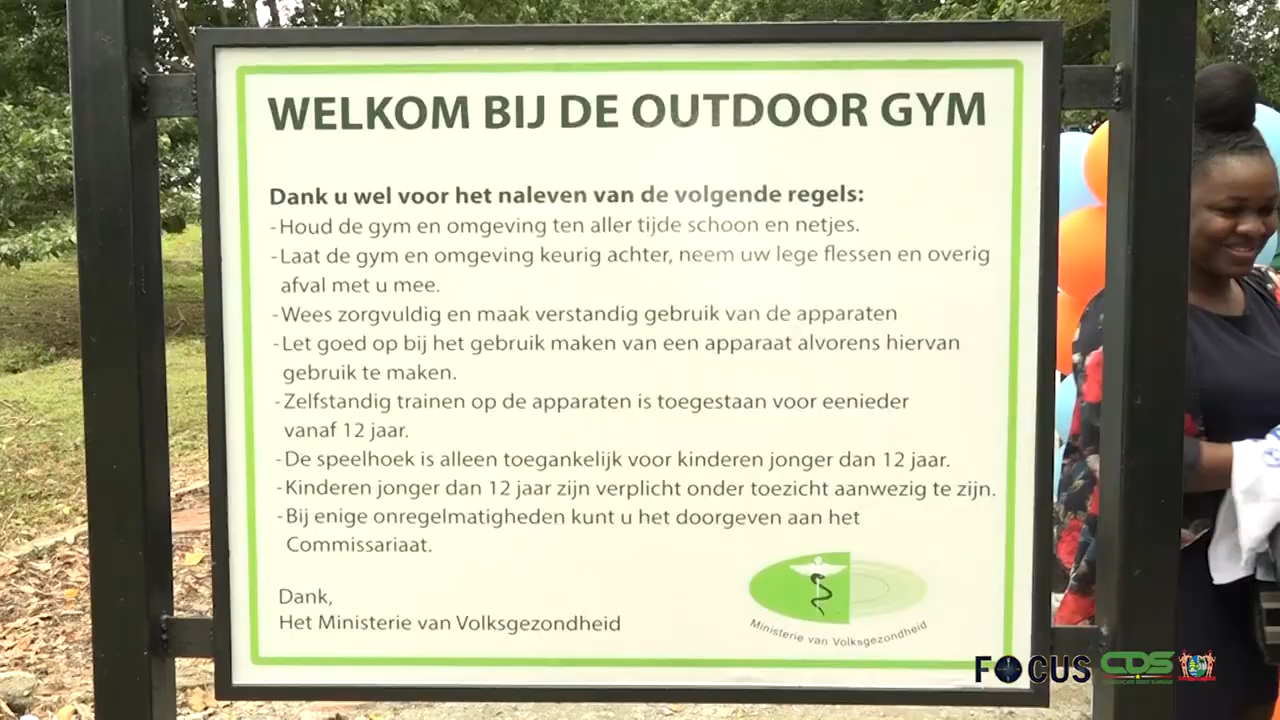 WELKOM BIJ DE OUTDOOR GYM
Dank u wel voor het naleven van de volgende regels:
-Houd de gym en omgeving ten aller tijde schoon en netjes.
-Laat de gym en omgeving keurig achter, neem uw lege flessen en overig
afval met u mee.
-Wees zorgvuldig en maak verstandig gebruik van de apparaten
-Let goed op bij het gebruik maken van een apparaat alvorens hiervan
gebruik te maken.
-Zelfstandig trainen op de apparaten is toegestaan voor eenieder
vanaf 12 jaar.
-De speelhoek is alleen toegankelijk voor kinderen jonger dan 12 jaar.
-Kinderen jonger dan 12 jaar zijn verplicht onder toezicht aanwezig te zijn.
-Bij enige onregelmatigheden kunt u het doorgeven aan het
Commissariaat.
Dank,
Het Ministerie van Volksgezondheid
Ministerie van Volksgezondheid
FOCUS CDS